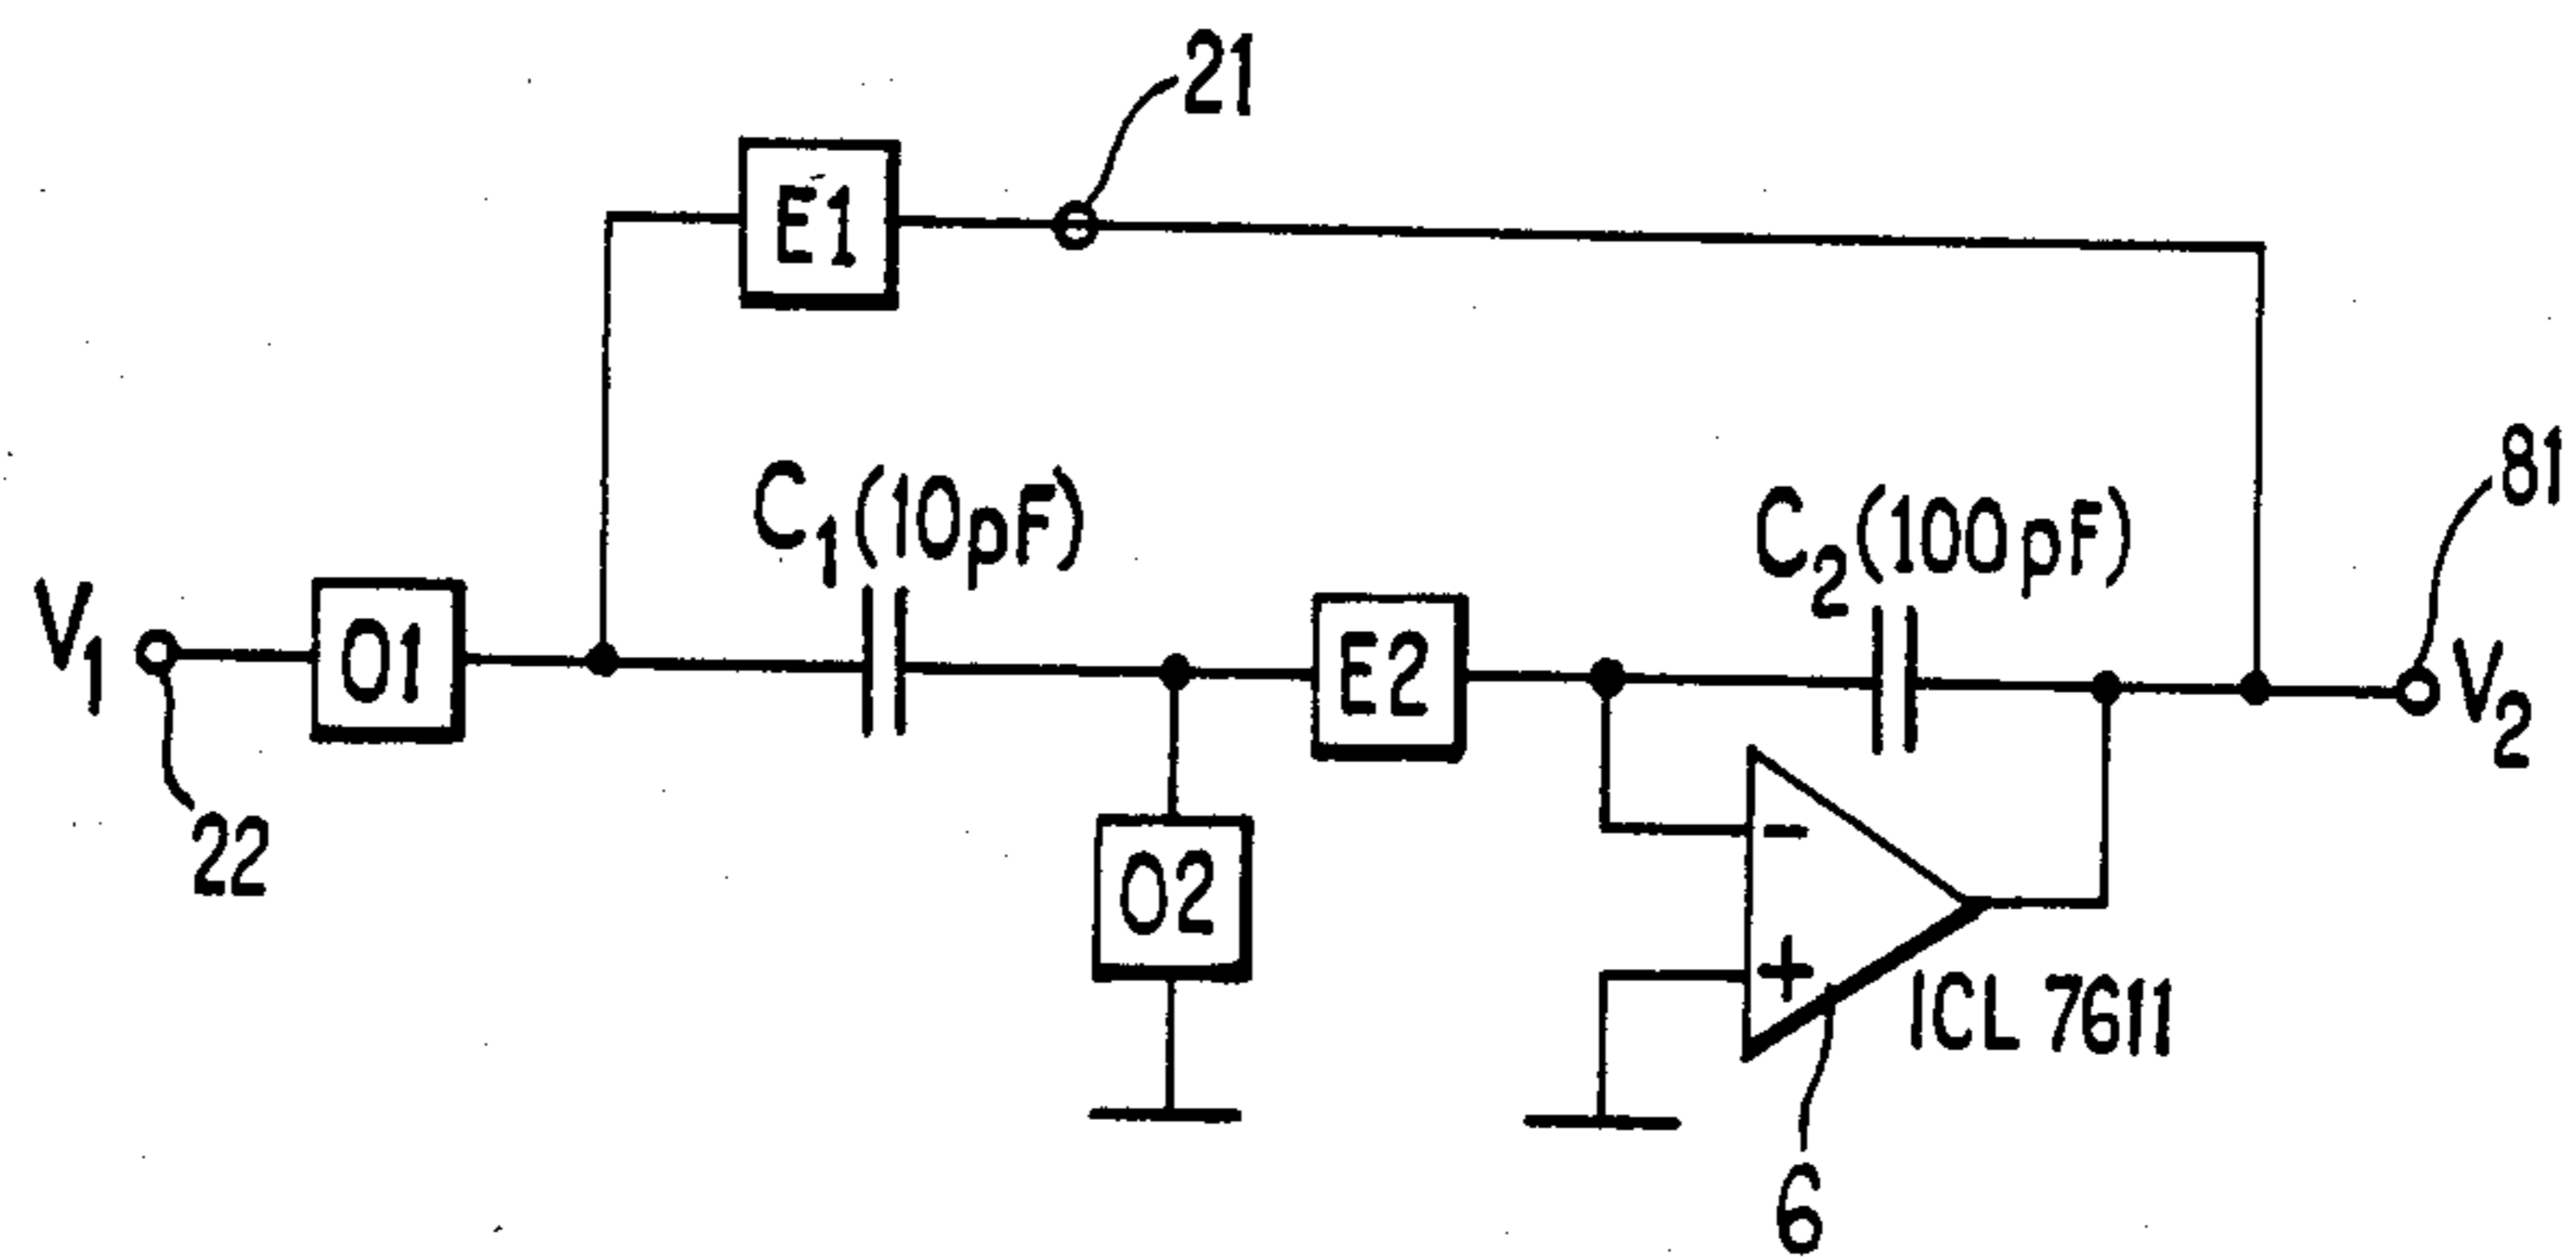 21
E1
C1 (10pF)
C2 (100pF)
81
V1
O1
E2
V2
22
O2
-
+
ICL 7611
6